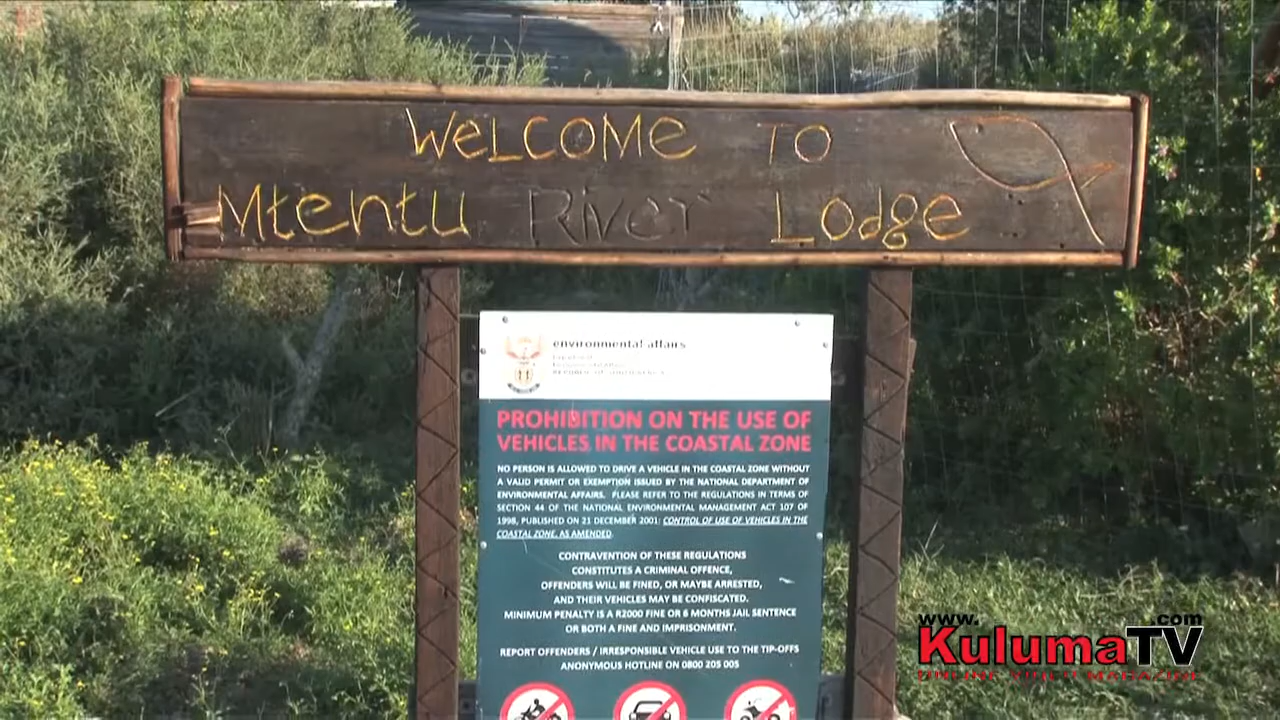 WeLCOMe TO
Mtentu River Lodge
environmental affairs
REPUBLIC OF SOUTH AFRICA
PROHIBITION ON THE USE OF
VEHICLES IN THE COASTAL ZONE
NO PERSON IS ALLOWED TO DRIVE A VEHICLE IN THE COASTAL ZONE WITHOUT
A VALID PERMIT OR EXEMPTION ISSUED BY THE NATIONAL DEPARTMENT OF
ENVIRONMENTAL AFFAIRS. PLEASE REFER TO THE REGULATIONS IN TERMS OF
SECTION 44 OF THE NATIONAL ENVIRONMENTAL MANAGEMENT ACT 107 OF
1998, PUBLISHED ON 21 DECEMBER 2001: CONTROL OF USE OF VEHICLES IN THE
COASTAL ZONE, AS AMENDED.
CONTRAVENTION OF THESE REGULATIONS
CONSTITUTES A CRIMINAL OFFENCE,
OFFENDERS WILL BE FINED, OR MAYBE ARRESTED,
AND THEIR VEHICLES MAY BE CONFISCATED.
MINIMUM PENALTY IS A R2000 FINE OR 6 MONTHS JAIL SENTENCE
OR BOTH A FINE AND IMPRISONMENT.
REPORT OFFENDERS / IRRESPONSIBLE VEHICLE USE TO THE TIP-OFFS
ANONYMOUS HOTLINE ON 0800 205 005
www. .com
KulumaTV
ONLINE VIDEO MAGAZINE